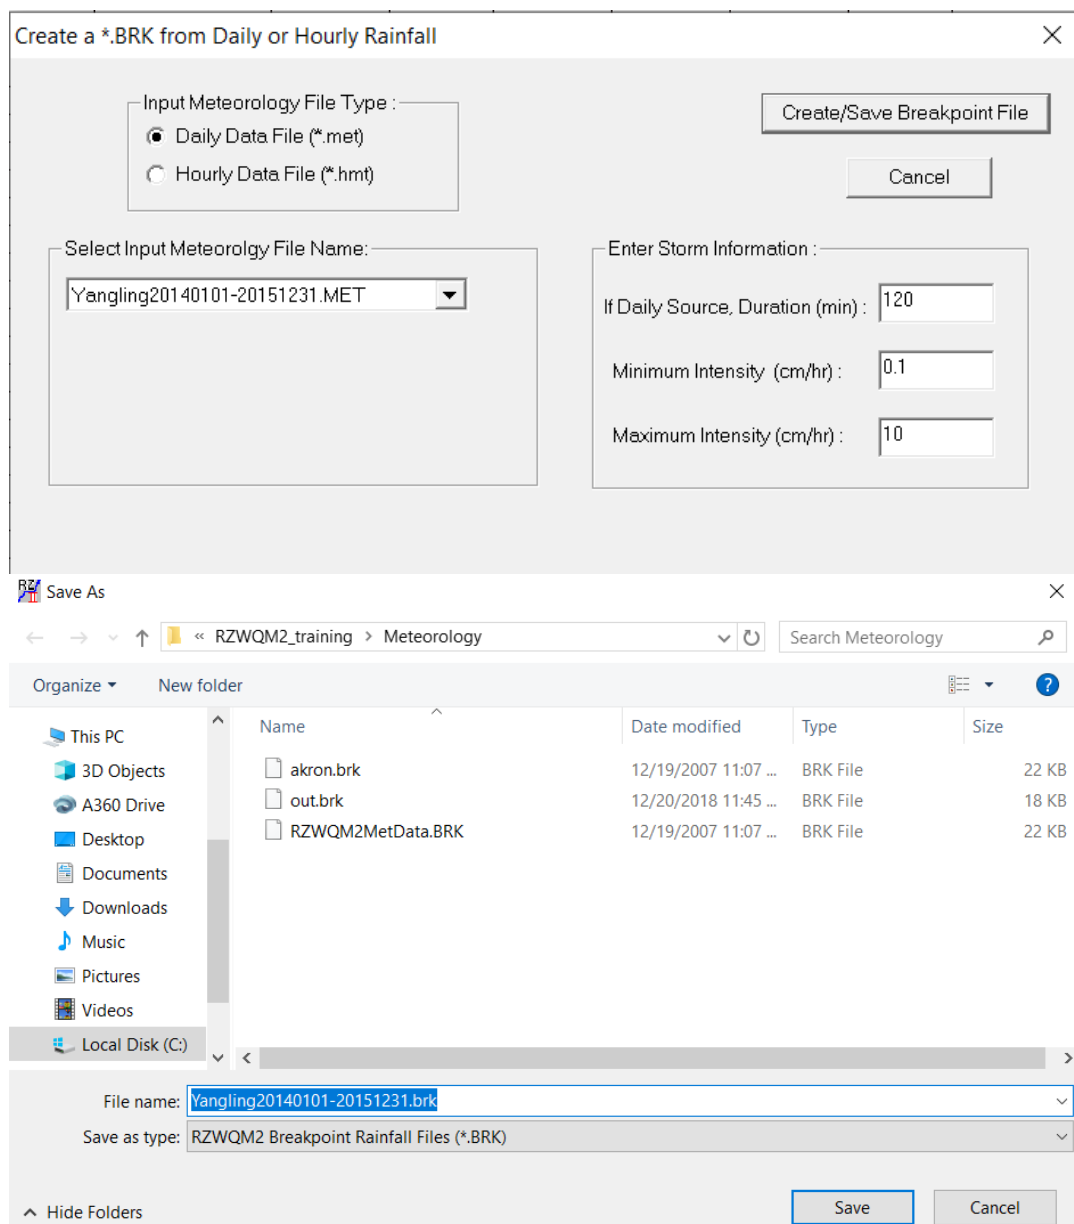 Create a *.BRK from Daily or Hourly Rainfall
Input Meteorology File Type :
Daily Data File (*.met)
Hourly Data File (*.hmt)
Create/Save Breakpoint File
Cancel
Select Input Meteorolgy File Name:
Yangling20140101-20151231.MET
Enter Storm Information :
If Daily Source, Duration (min) : 120
Minimum Intensity (cm/hr) : 0.1
Maximum Intensity (cm/hr) : 10
RZ
Save As
« RZWQM2_training > Meteorology
Search Meteorology
Organize
New folder
?
This PC
3D Objects
A360 Drive
Desktop
Documents
Downloads
Music
Pictures
Videos
Local Disk (C:)
Name Date modified Type Size
akron.brk 12/19/2007 11:07 ... BRK File 22 KB
out.brk 12/20/2018 11:45 ... BRK File 18 KB
RZWQM2MetData.BRK 12/19/2007 11:07 ... BRK File 22 KB
File name: Yangling20140101-20151231.brk
Save as type: RZWQM2 Breakpoint Rainfall Files (*.BRK)
Hide Folders
Save
Cancel